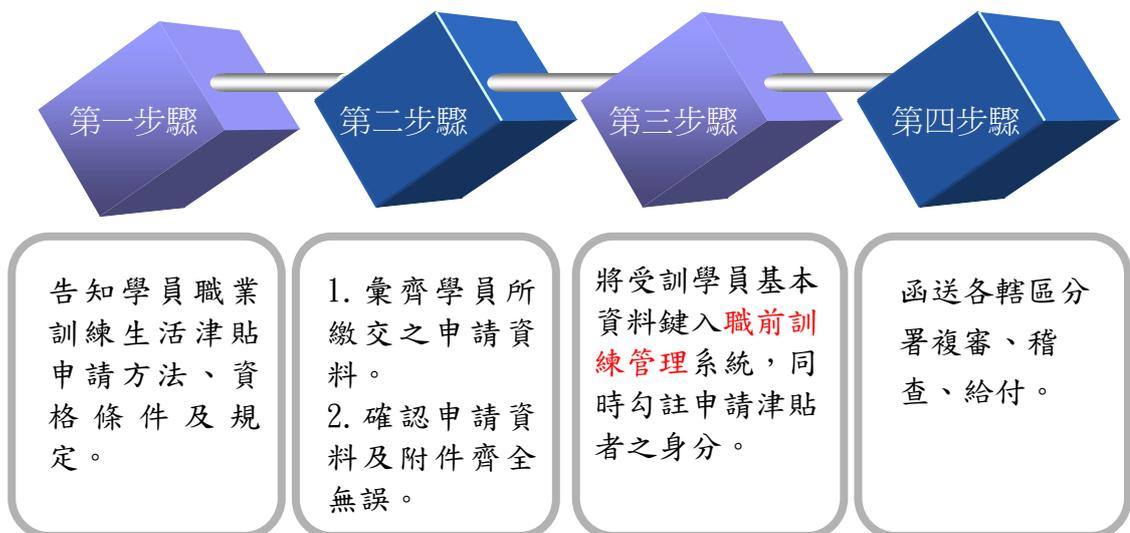 第一步驟
第二步驟
第三步驟
第四步驟
告知學員職業
訓練生活津貼
申請方法、資
格條件及規
定。
1. 彙齊學員所
繳交之申請資
料。
2. 確認申請資
料及附件齊全
無誤。
將受訓學員基本
資料鍵入職前訓
練管理系統，同
時勾註申請津貼
者之身分。
函送各轄區分
署複審、稽
查、給付。